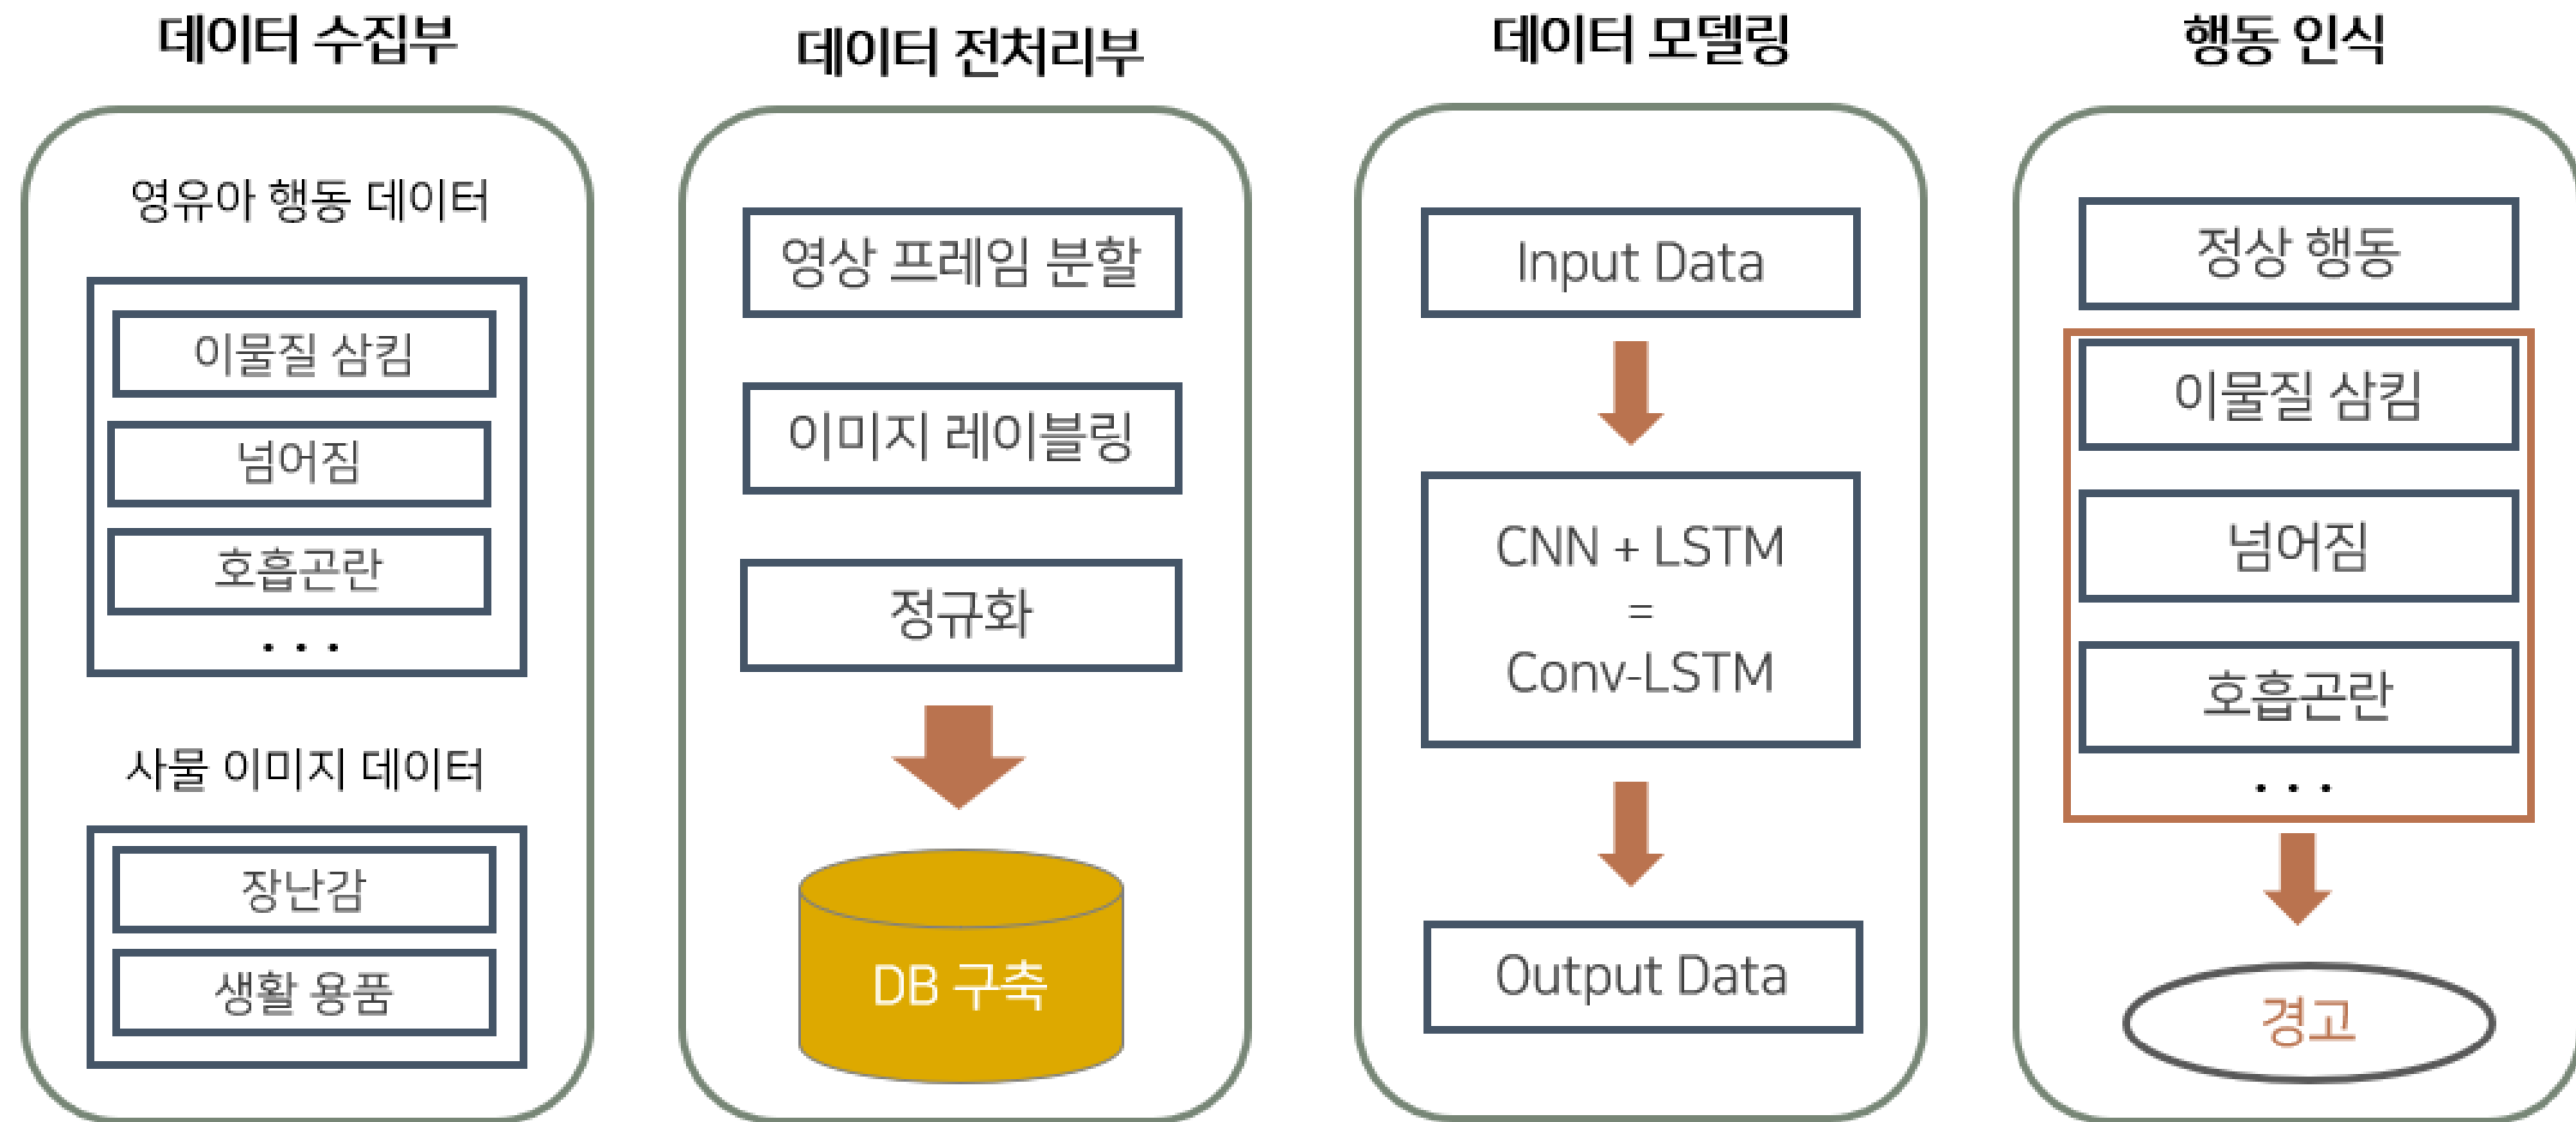 데이터 수집부
영유아 행동 데이터
이물질 삼킴
넘어짐
호흡곤란
...
사물 이미지 데이터
장난감
생활 용품
데이터 전처리부
영상 프레임 분할
이미지 레이블링
정규화
DB 구축
데이터 모델링
Input Data
CNN + LSTM
=
Conv-LSTM
Output Data
행동 인식
정상 행동
이물질 삼킴
넘어짐
호흡곤란
...
경고